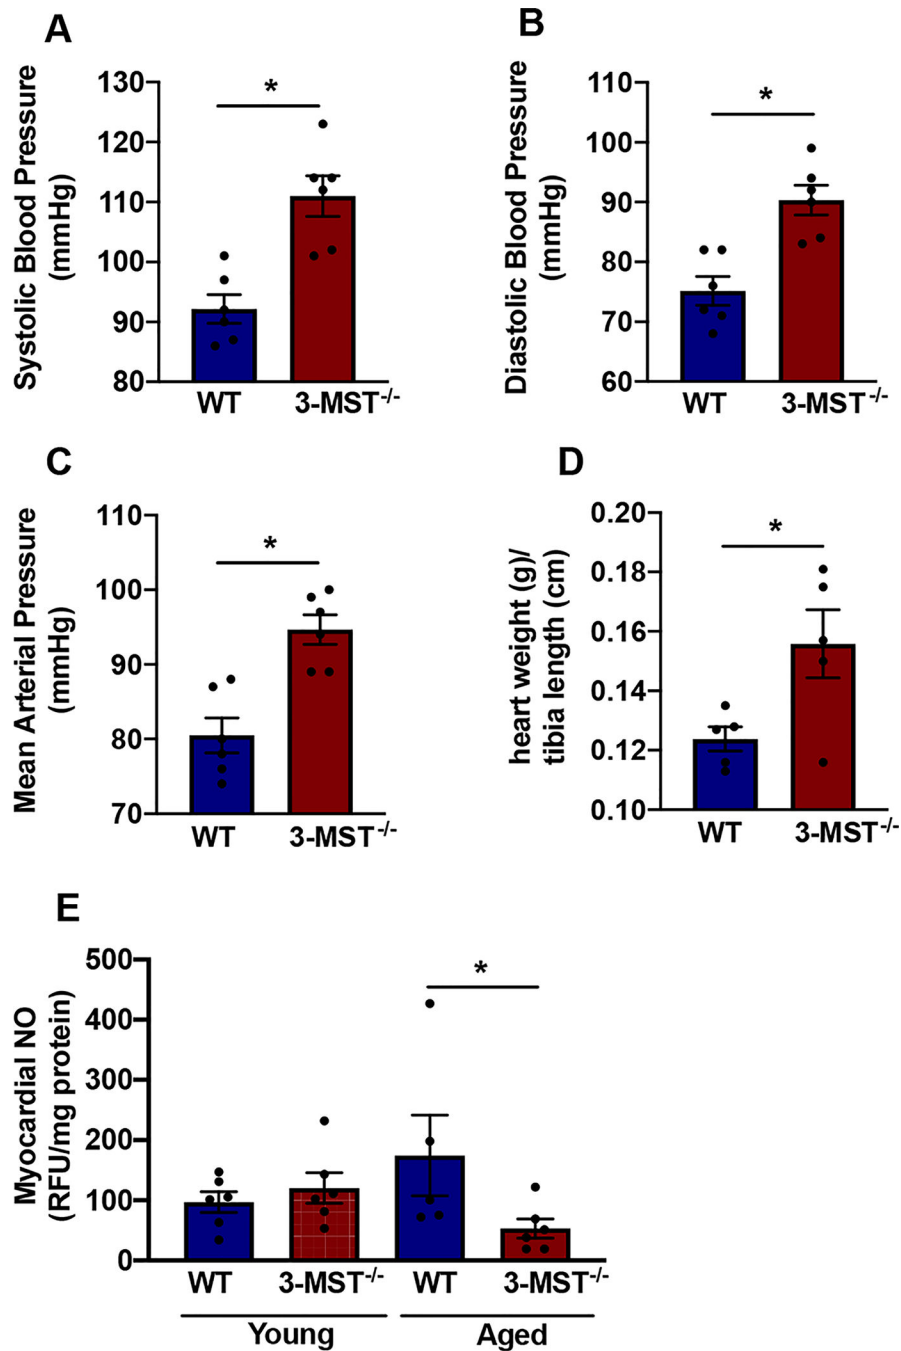 A
Systolic Blood Pressure
(mmHg)
130
120
110
100
90
80
*
WT
3-MST-/-
B
Diastolic Blood Pressure
(mmHg)
110
100
90
80
70
60
*
WT
3-MST-/-
C
Mean Arterial Pressure
(mmHg)
110
100
90
80
70
*
WT
3-MST-/-
D
heart weight (g)/
tibia length (cm)
0.20
0.18
0.16
0.14
0.12
0.10
*
WT
3-MST-/-
E
Myocardial NO
(RFU/mg protein)
500
400
300
200
100
0
*
WT
3-MST-/-
WT
3-MST-/-
Young
Aged